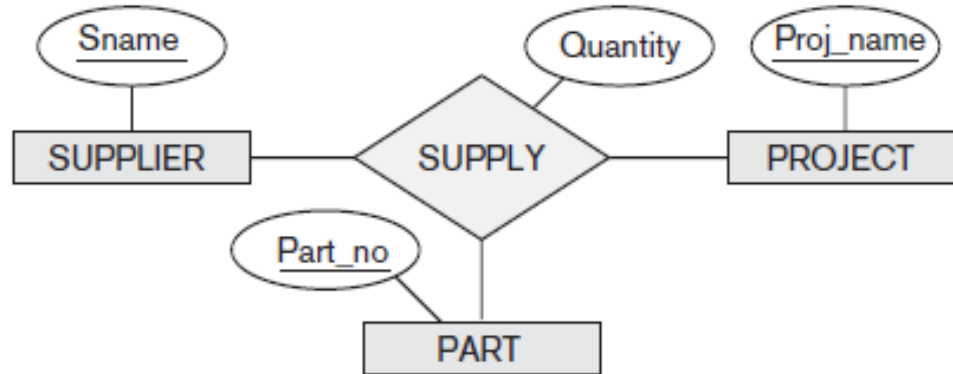 Sname
Quantity
Proj_name
SUPPLIER
SUPPLY
PROJECT
Part_no
PART